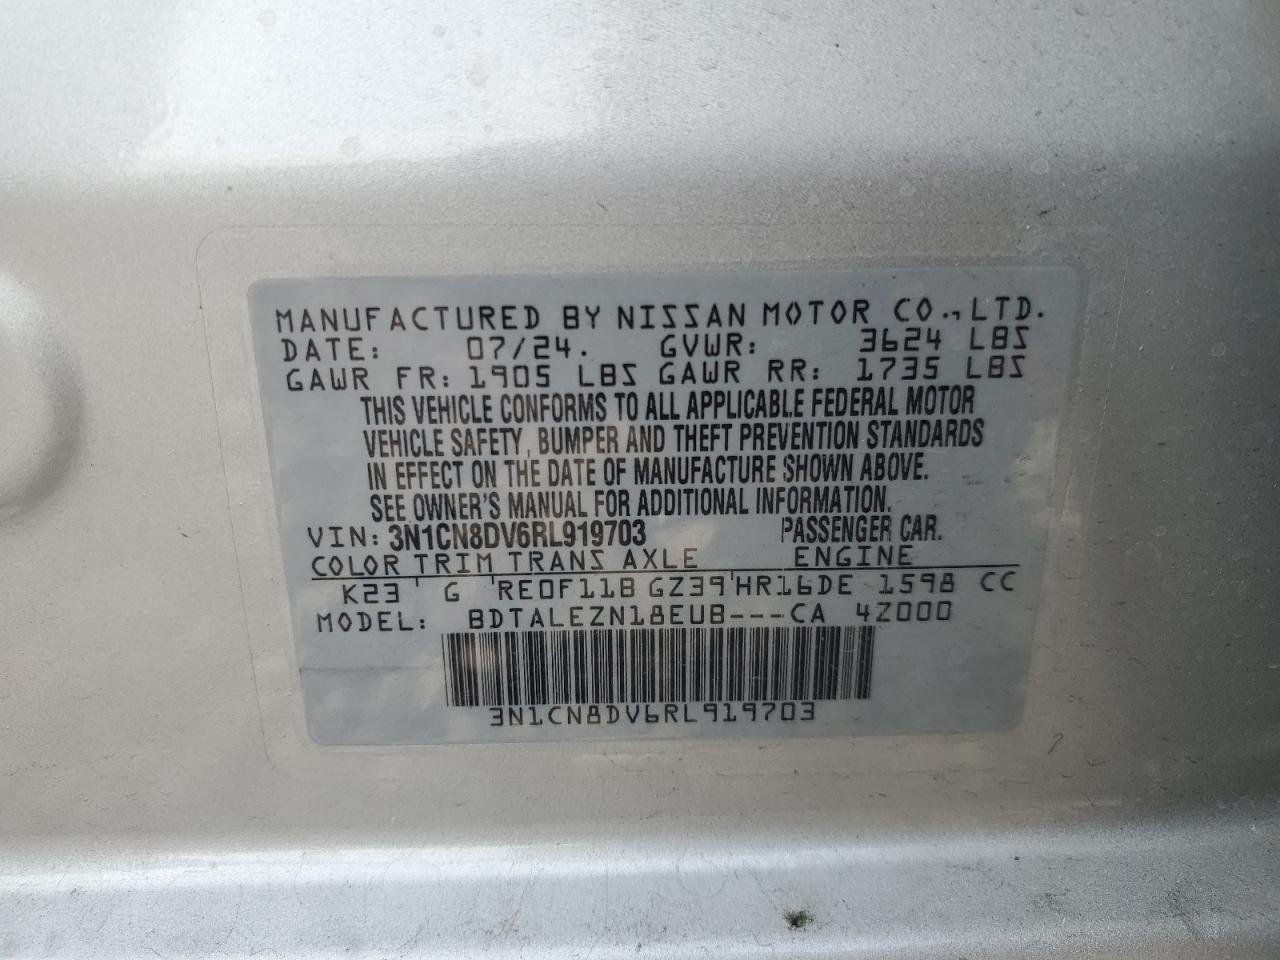 MANUFACTURED BY NISSAN MOTOR CO.,LTD.
DATE: 07/24. GVWR: 3624 LBS
GAWR FR: 1905 LBS GAWR RR: 1735 LBS
THIS VEHICLE CONFORMS TO ALL APPLICABLE FEDERAL MOTOR
VEHICLE SAFETY, BUMPER AND THEFT PREVENTION STANDARDS
IN EFFECT ON THE DATE OF MANUFACTURE SHOWN ABOVE.
SEE OWNER'S MANUAL FOR ADDITIONAL INFORMATION.
VIN: 3N1CN8DV6RL919703 PASSENGER CAR.
COLOR TRIM TRANS AXLE ENGINE
K23 G RE0F11B GZ39 HR16DE 1598 CC
MODEL: BDTALEZN18EUB---CA 4Z000
3N1CN8DV6RL919703